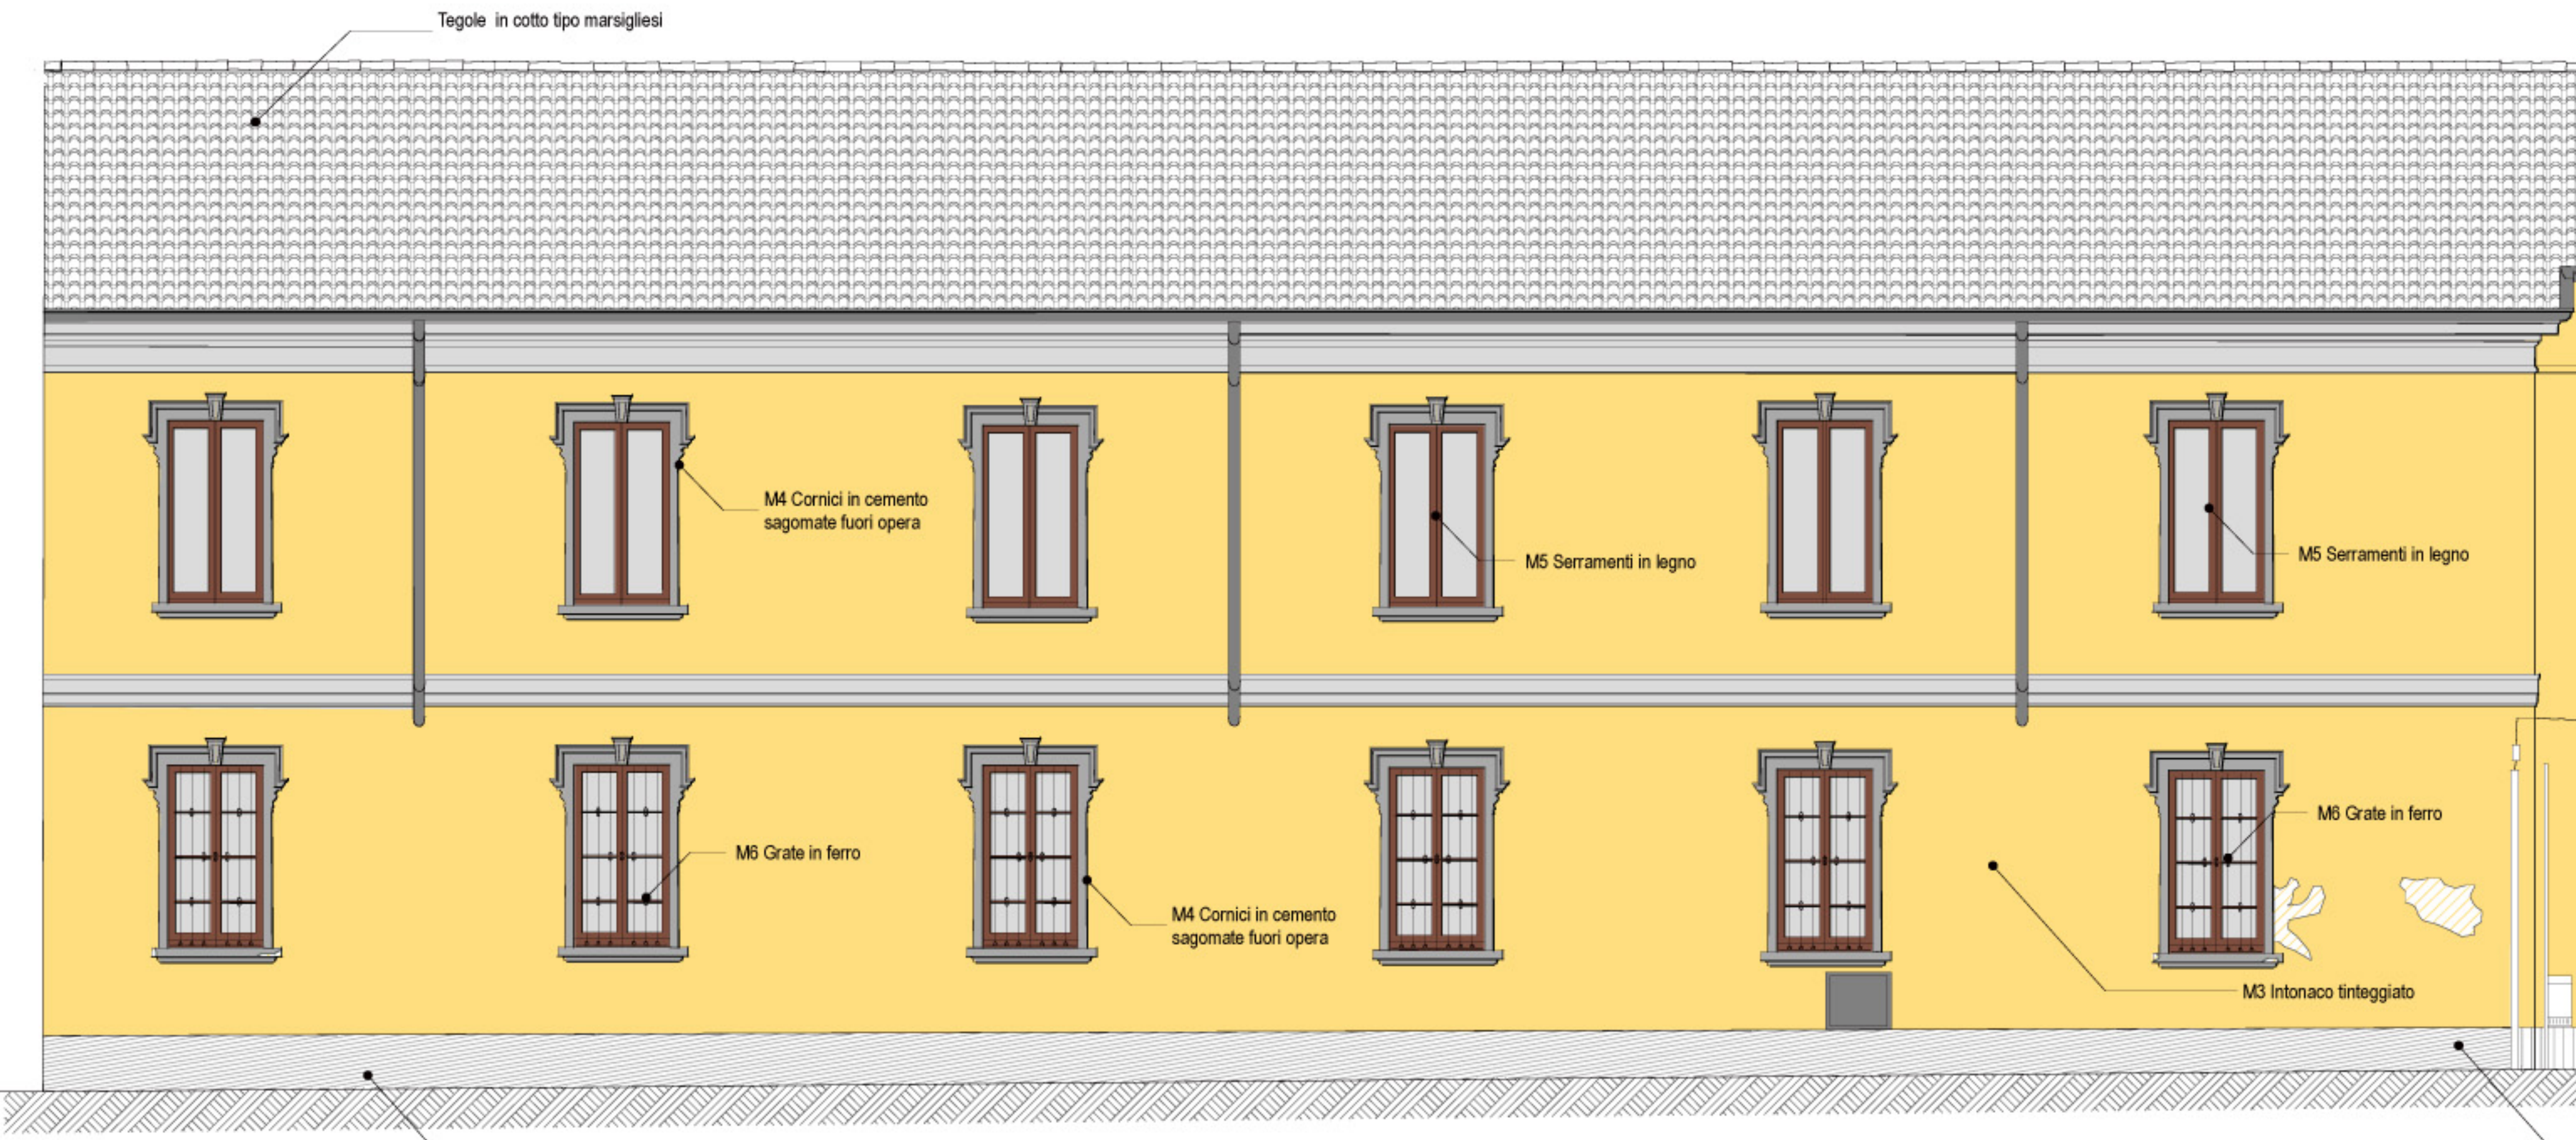 Tegole in cotto tipo marsigliesi
M4 Cornici in cemento
sagomate fuori opera
M5 Serramenti in legno
M5 Serramenti in legno
M6 Grate in ferro
M6 Grate in ferro
M4 Cornici in cemento
sagomate fuori opera
M3 Intonaco tinteggiato